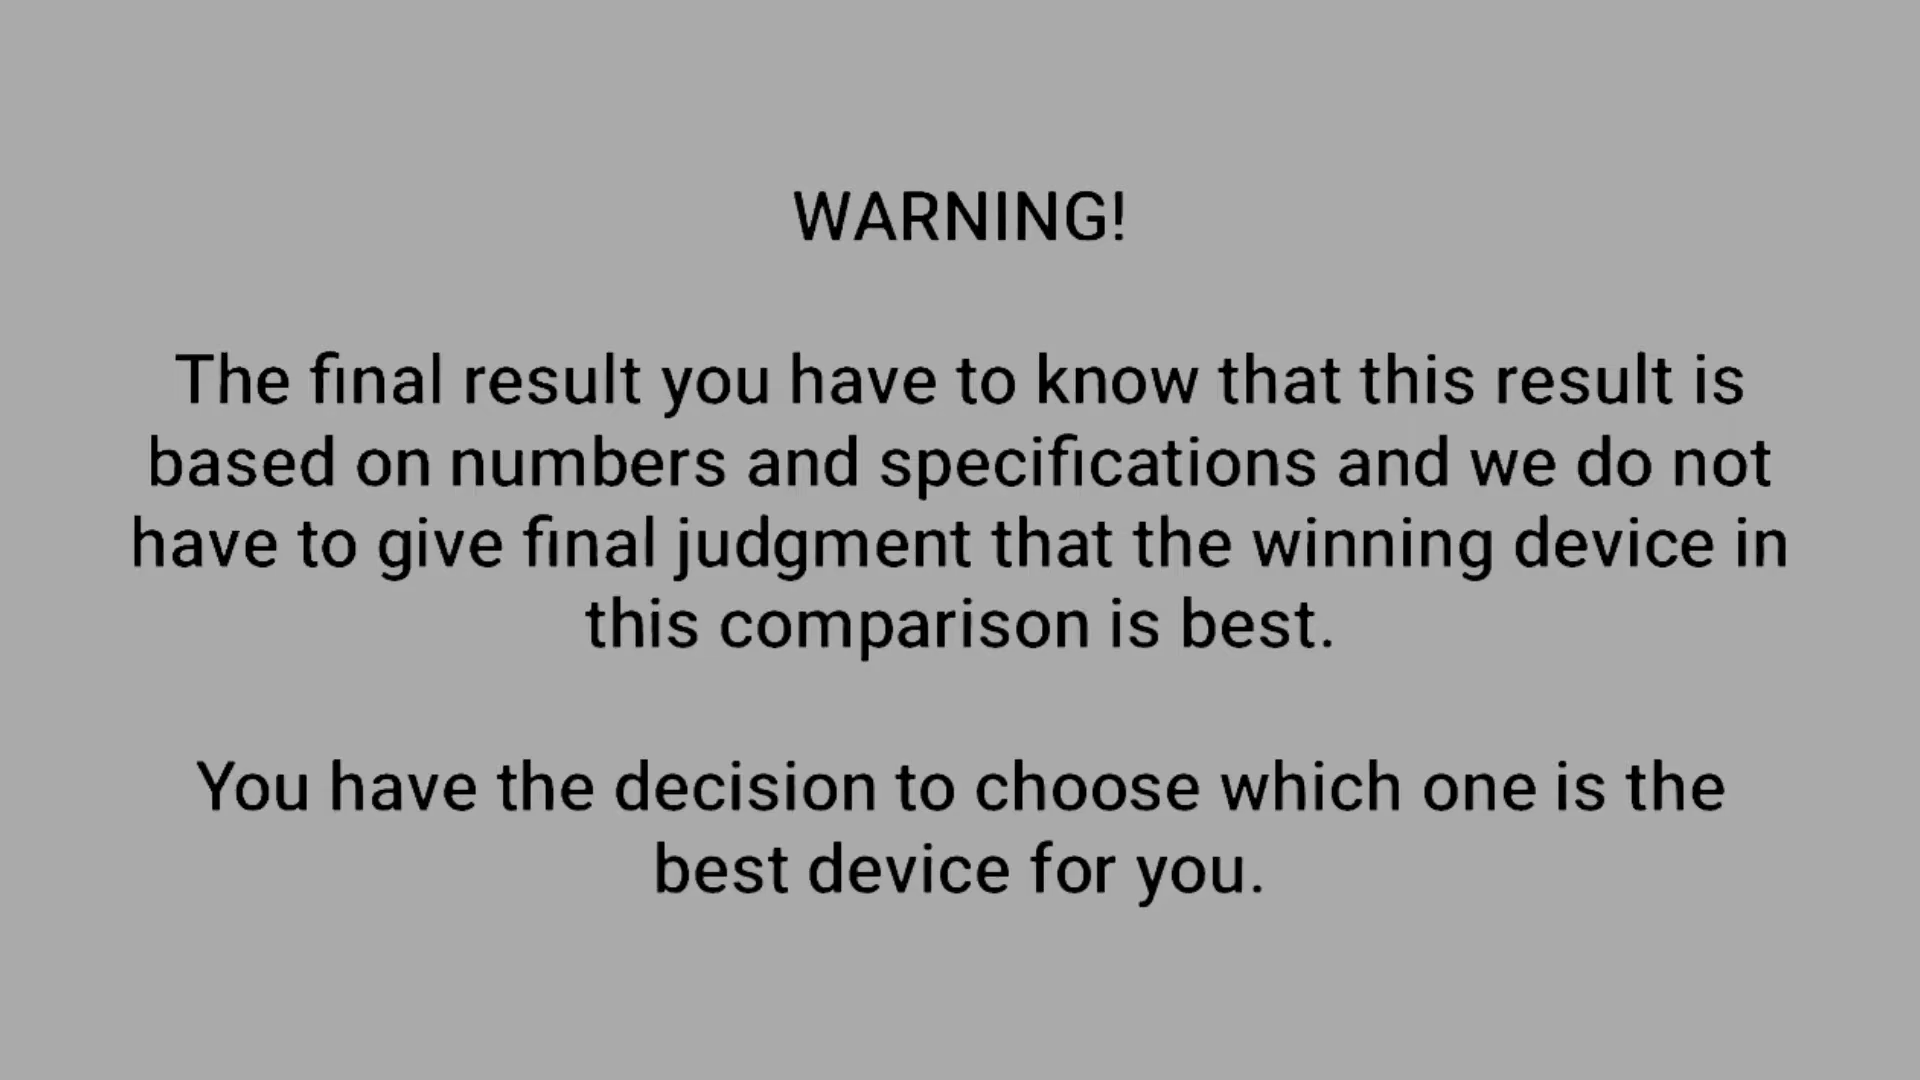 WARNING!
The final result you have to know that this result is
based on numbers and specifications and we do not
have to give final judgment that the winning device in
this comparison is best.
You have the decision to choose which one is the
best device for you.